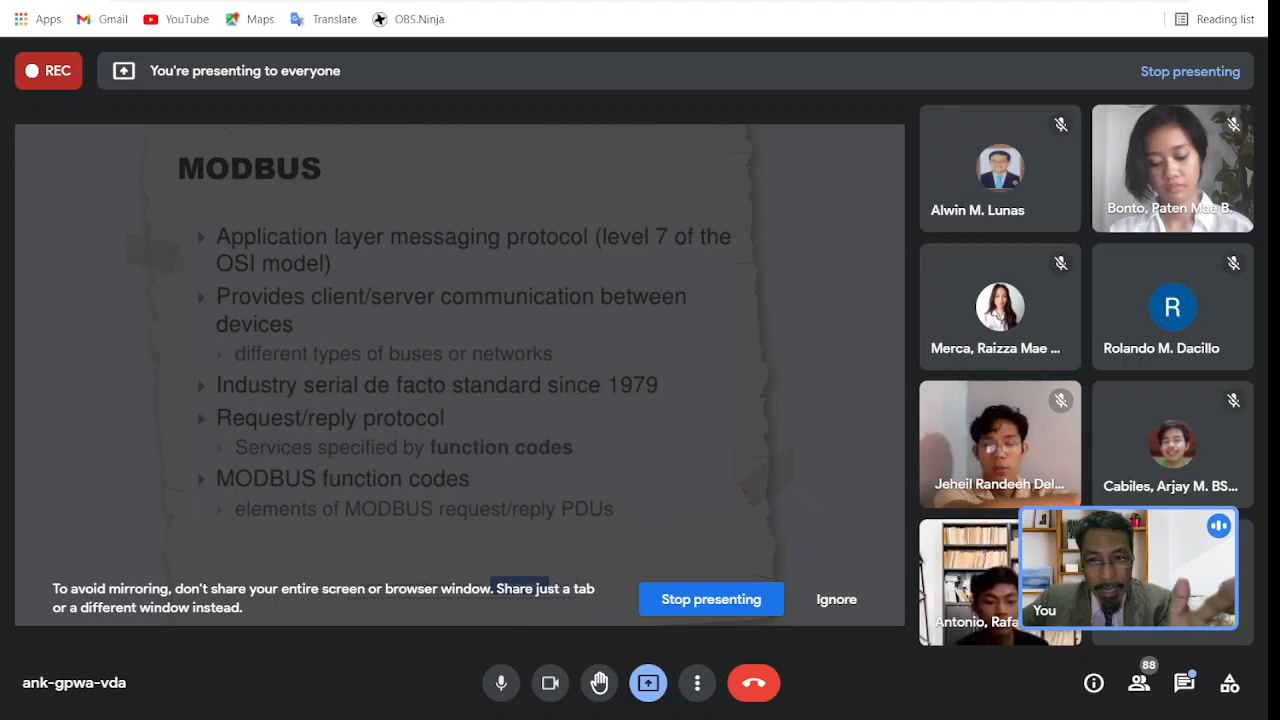 Apps Gmail YouTube Maps Translate OBS.Ninja Reading list
REC You're presenting to everyone Stop presenting
MODBUS
Application layer messaging protocol (level 7 of the
OSI model)
Provides client/server communication between
devices
different types of buses or networks
Industry serial de facto standard since 1979
Request/reply protocol
Services specified by function codes
MODBUS function codes
elements of MODBUS request/reply PDUs
To avoid mirroring, don't share your entire screen or browser window. Share just a tab
or a different window instead.
Stop presenting Ignore
Alwin M. Lunas
Bonto, Paten Mae B.
Merca, Raizza Mae ...
R
Rolando M. Dacillo
Jeheil Randeeh Del...
Cabiles, Arjay M. BS...
Antonio, Rafa
You
ank-gpwa-vda
88